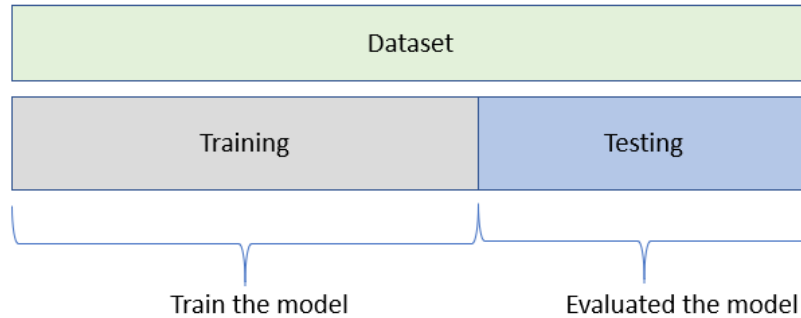 Dataset
Training
Testing
Train the model
Evaluated the model